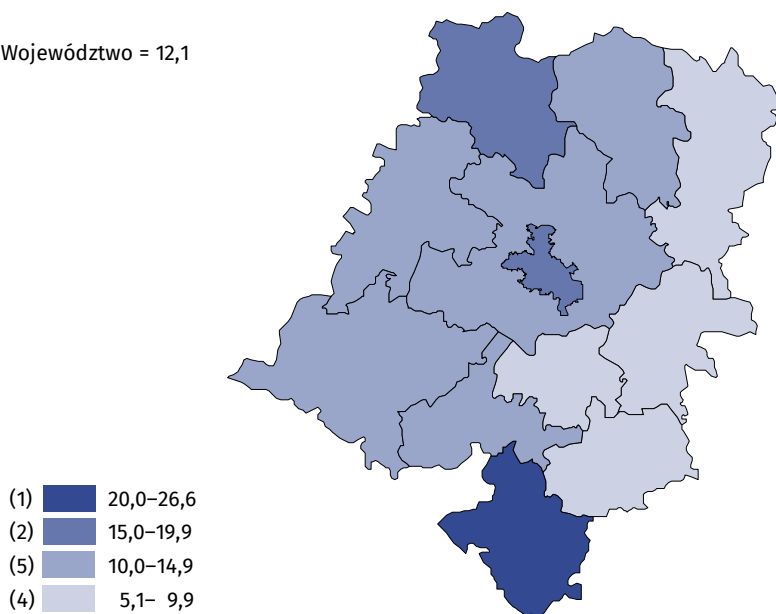 Województwo = 12,1
(1) 20,0–26,6
(2) 15,0–19,9
(5) 10,0–14,9
(4) 5,1– 9,9